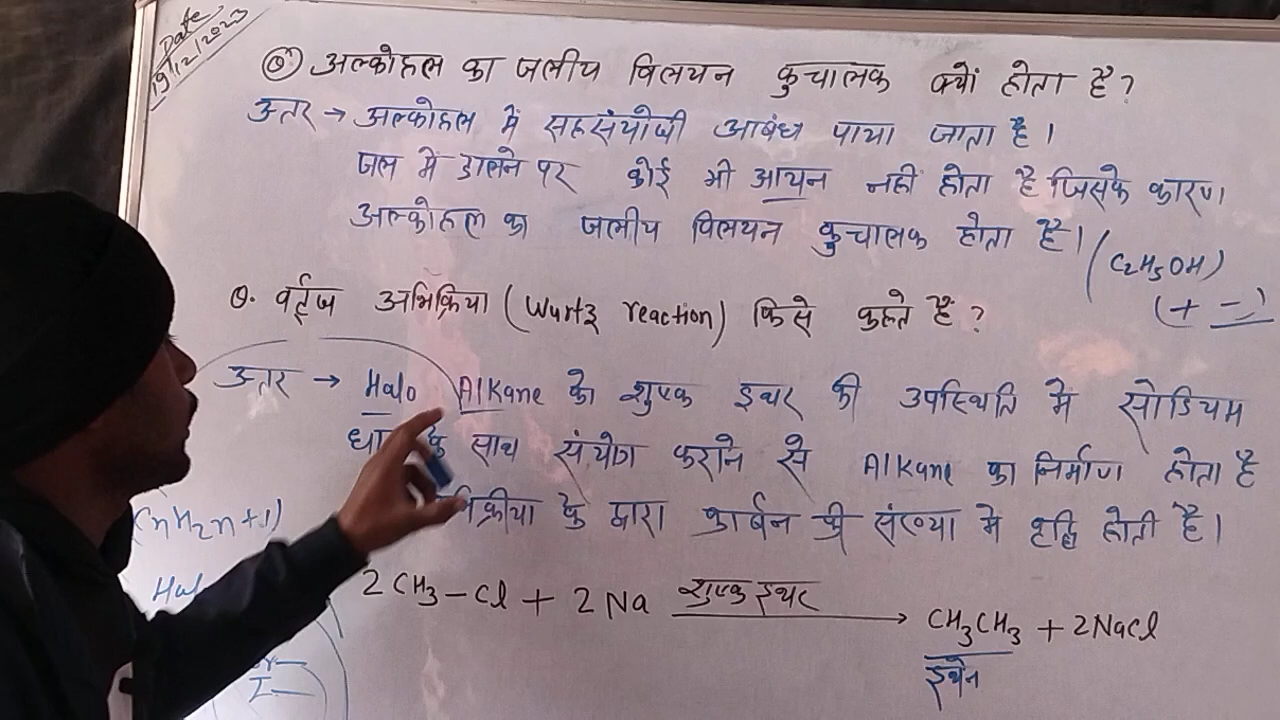 Date
19/12/2023
Q. अल्कोहल का जलीय विलयन कुचालक क्यों होता है?
उत्तर → अल्कोहल में सहसंयोजी आबंध पाया जाता है।
जल में डालने पर कोई भी आयन नहीं होता है जिसके कारण
अल्कोहल का जलीय विलयन कुचालक होता है।
(C2H5OH)
(+ -)
Q. वर्ट्ज अभिक्रिया (Wurtz reaction) किसे कहते हैं?
उत्तर → Halo Alkane को शुष्क इथर की उपस्थिति में सोडियम
के साथ संयोग कराने से Alkane का निर्माण होता है
के द्वारा कार्बन की संख्या में वृद्धि होती है।
(nH2n+1)
2CH3-Cl + 2Na शुष्क इथर → CH3CH3 + 2NaCl
इथेन
Hal
I